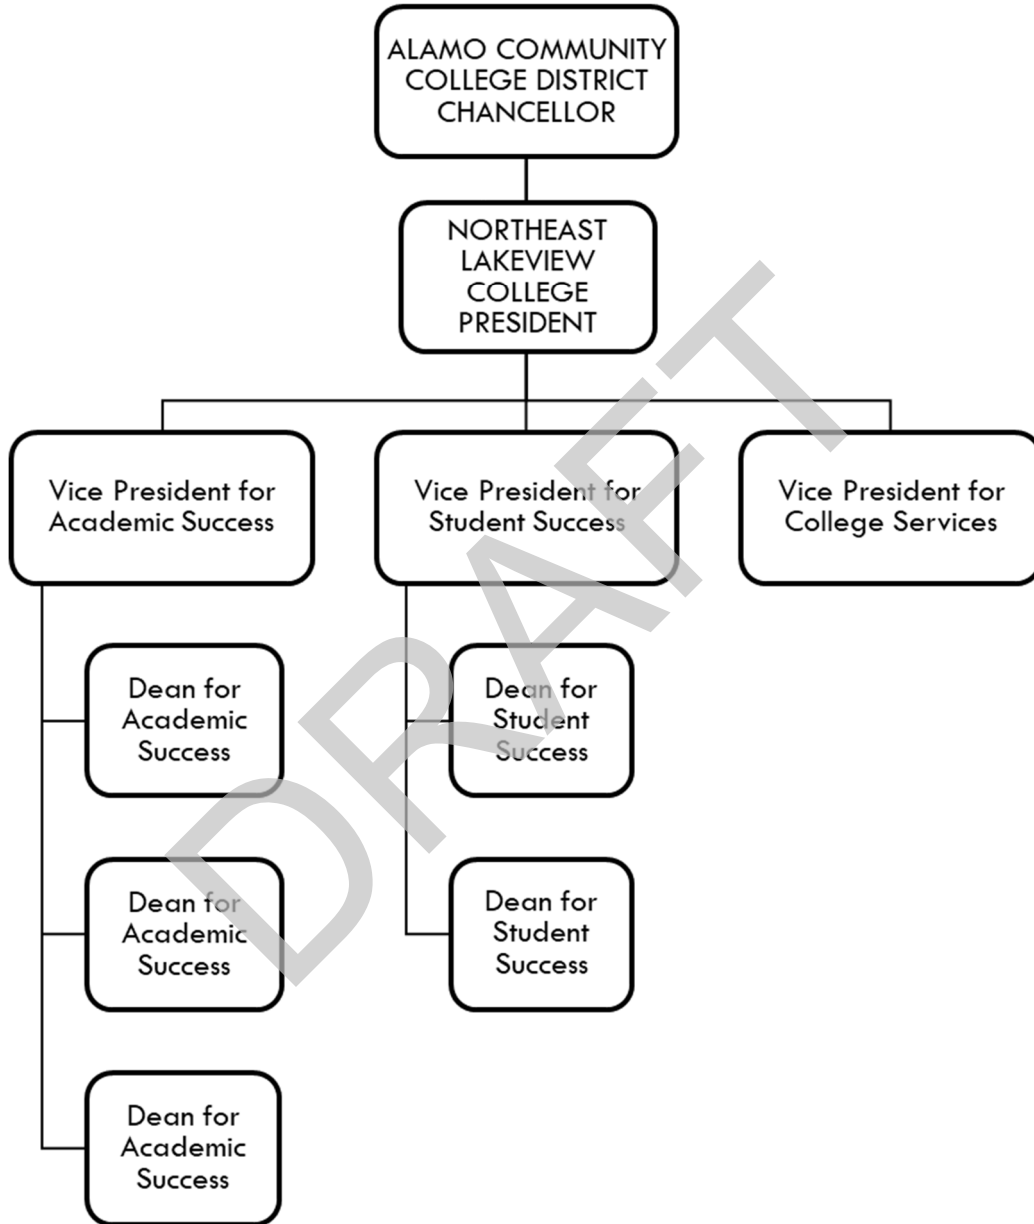 ALAMO COMMUNITY
COLLEGE DISTRICT
CHANCELLOR
NORTHEAST
LAKEVIEW
COLLEGE
PRESIDENT
Vice President for
Academic Success
Vice President for
Student Success
Vice President for
College Services
Dean for
Academic
Success
Dean for
Student
Success
Dean for
Academic
Success
Dean for
Student
Success
Dean for
Academic
Success
DRAFT